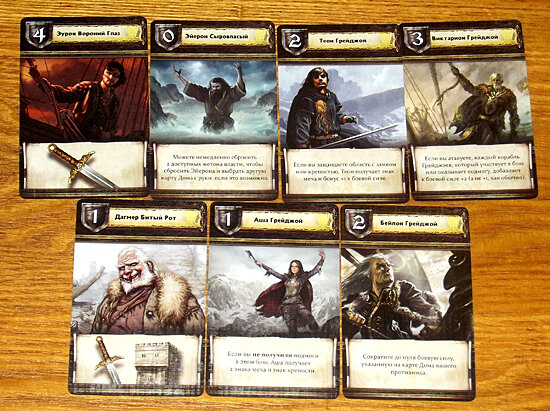 4 Эурон Вороний Глаз
0 Эйерон Сыровласый
Можете немедленно сбросить
2 доступных жетона власти, чтобы
сбросить Эйерона и выбрать другую
карту Дома с руки, если это возможно.
2 Теон Грейджой
Если вы защищаете область с замком
или крепостью, Теон получает знак
меча и бонус +1 к боевой силе.
3 Виктарион Грейджой
Если вы атакуете, каждый корабль
Грейджоев, который участвует в бою
или оказывает подмогу, добавляет
к боевой силе +2 (а не +1, как обычно).
1 Дагмер Битый Рот
1 Аша Грейджой
Если вы не получили подмоги
в этом бою, Аша получает
2 знака меча и знак крепости.
2 Бейлон Грейджой
Сократите до нуля боевую силу,
указанную на карте Дома вашего
противника.